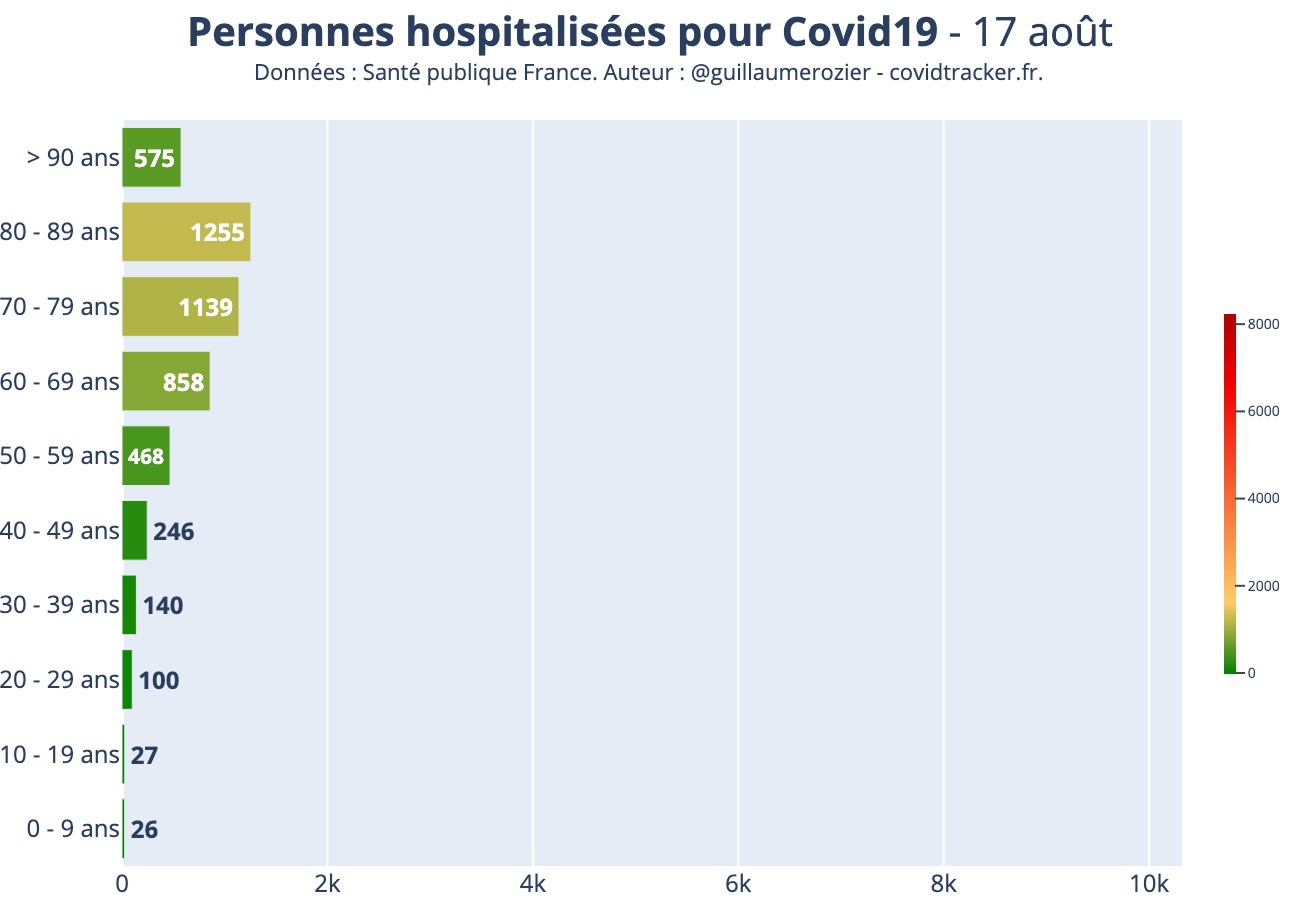 Personnes hospitalisées pour Covid19 - 17 août
Données : Santé publique France. Auteur : @guillaumerozier - covidtracker.fr.
> 90 ans 575
80 - 89 ans 1255
70 - 79 ans 1139
60 - 69 ans 858
50 - 59 ans 468
40 - 49 ans 246
30 - 39 ans 140
20 - 29 ans 100
10 - 19 ans 27
0 - 9 ans 26
0 2k 4k 6k 8k 10k
8000
6000
4000
2000
0